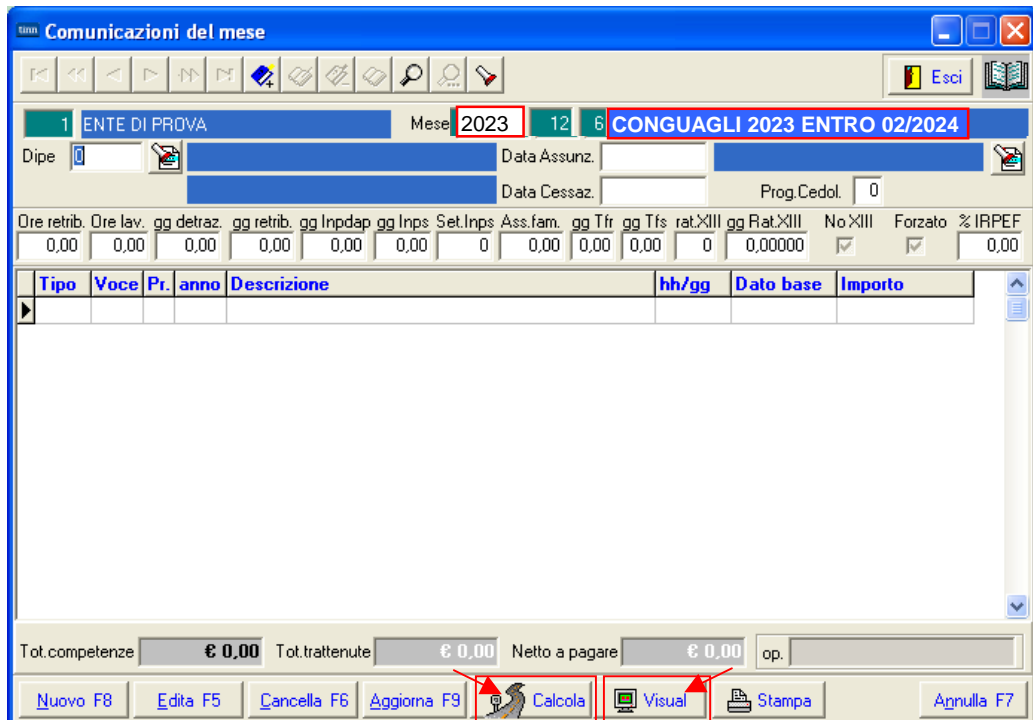 tinn Comunicazioni del mese
Esci
1 ENTE DI PROVA Mese 2023 12 6 CONGUAGLI 2023 ENTRO 02/2024
Dipe 0 Data Assunz.
Data Cessaz. Prog.Cedol. 0
Ore retrib. Ore lav. gg detraz. gg retrib. gg Inpdap gg Inps Set.Inps Ass.fam. gg Tfr gg Tfs rat.XIII gg Rat.XIII No XIII Forzato % IRPEF
0,00 0,00 0,00 0,00 0,00 0,00 0 0,00 0,00 0,00 0 0,00000 0,00
Tipo Voce Pr. anno Descrizione hh/gg Dato base Importo
Tot.competenze € 0,00 Tot.trattenute € 0,00 Netto a pagare € 0,00 op.
Nuovo F8 Edita F5 Cancella F6 Aggiorna F9 Calcola Visual Stampa Annulla F7